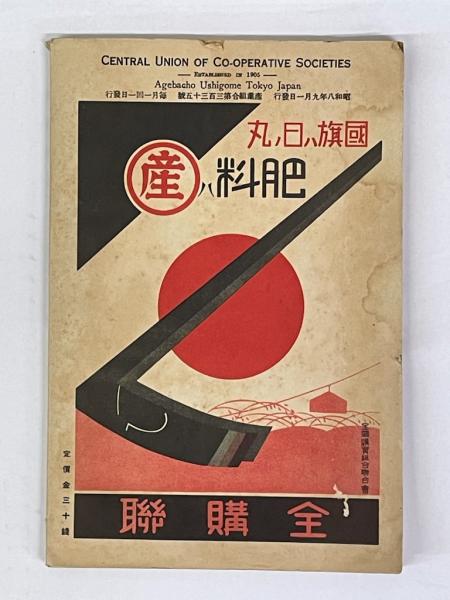 CENTRAL UNION OF CO-OPERATIVE SOCIETIES
ESTABLISHED IN 1905
Agebacho Ushigome Tokyo Japan
昭和八年九月一日發行 產業組合第三百三十五號 每月一回一日發行
國旗ハ日ノ丸
肥料ハ産
全國購買組合聯合會
定價金三十錢
全購聯